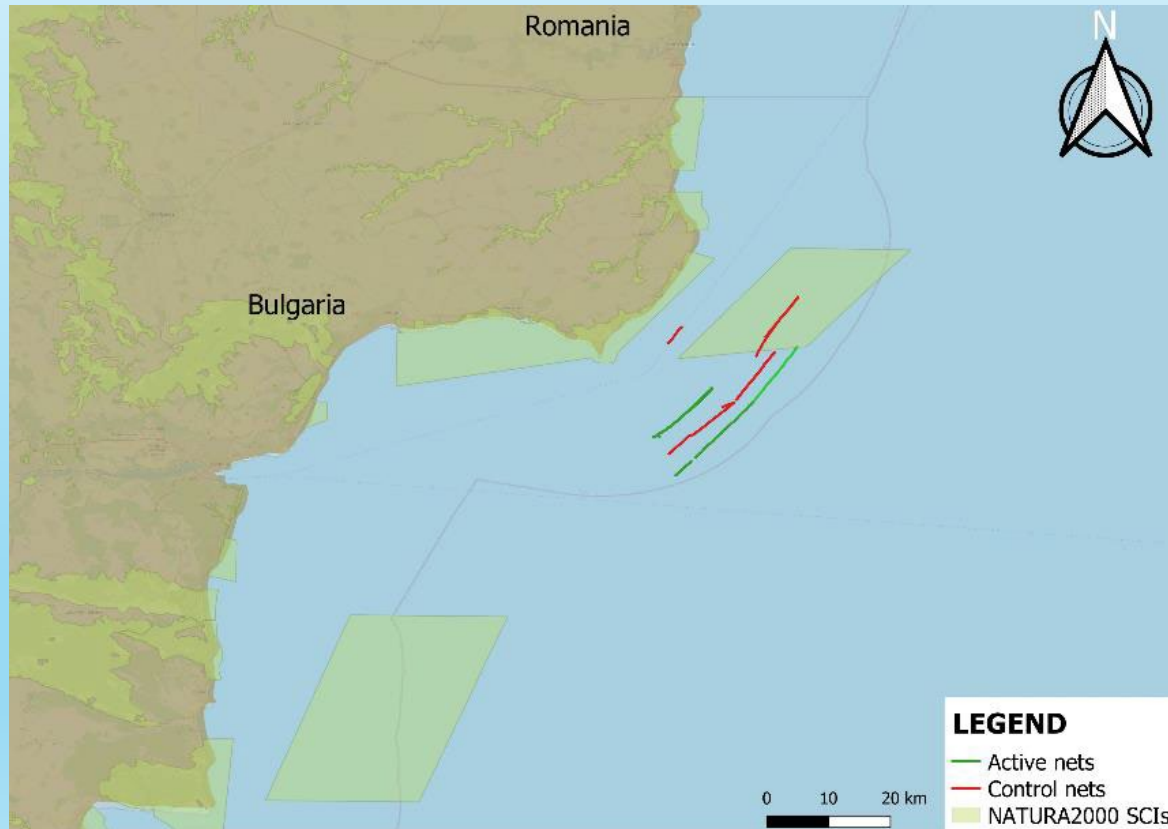 Romania
N
Bulgaria
LEGEND
Active nets
Control nets
NATURA2000 SCIs
0 10 20 km